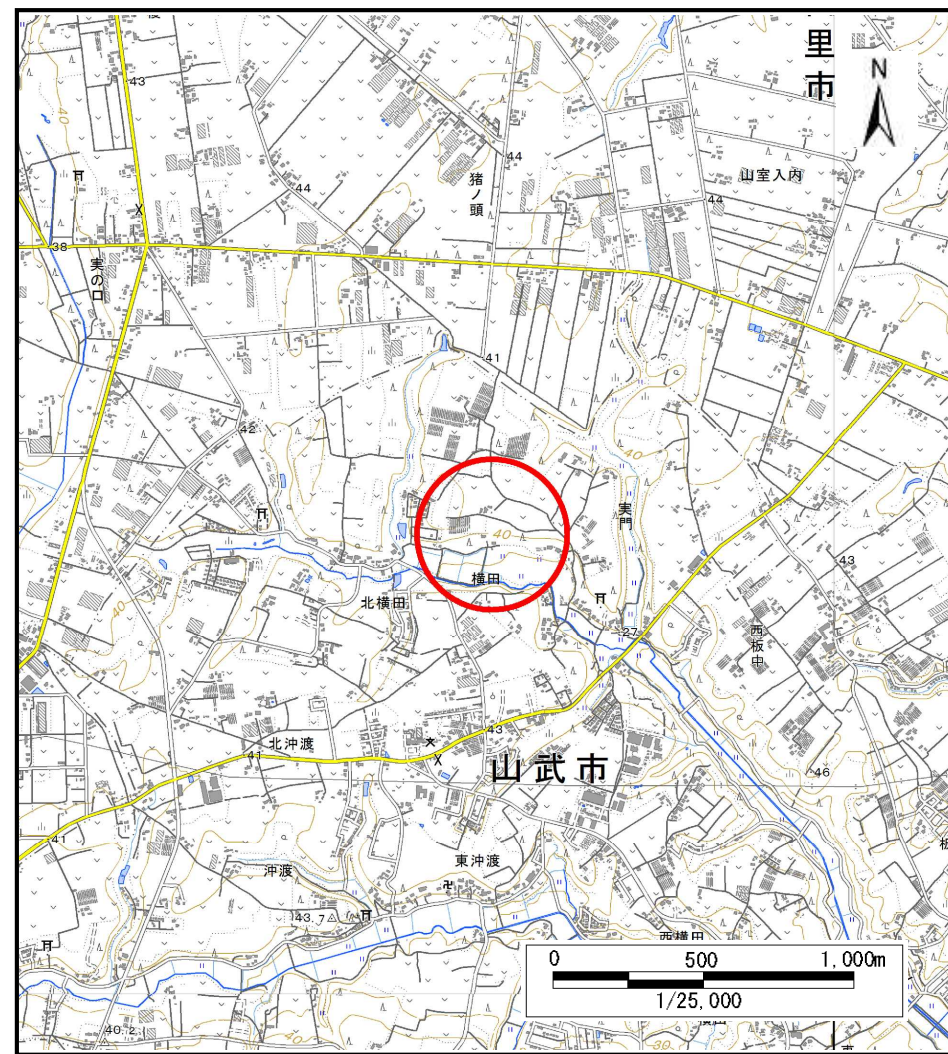 里市
N
43
44
44
猪ノ頭
山室入内
44
38
実の口
41
42
40
40
43
実門
横田
北横田
27
西板中
北沖渡
41
43
山武市
46
41
東沖渡
沖渡
43.7
西横田
0 500 1,000m
1/25,000
40.2